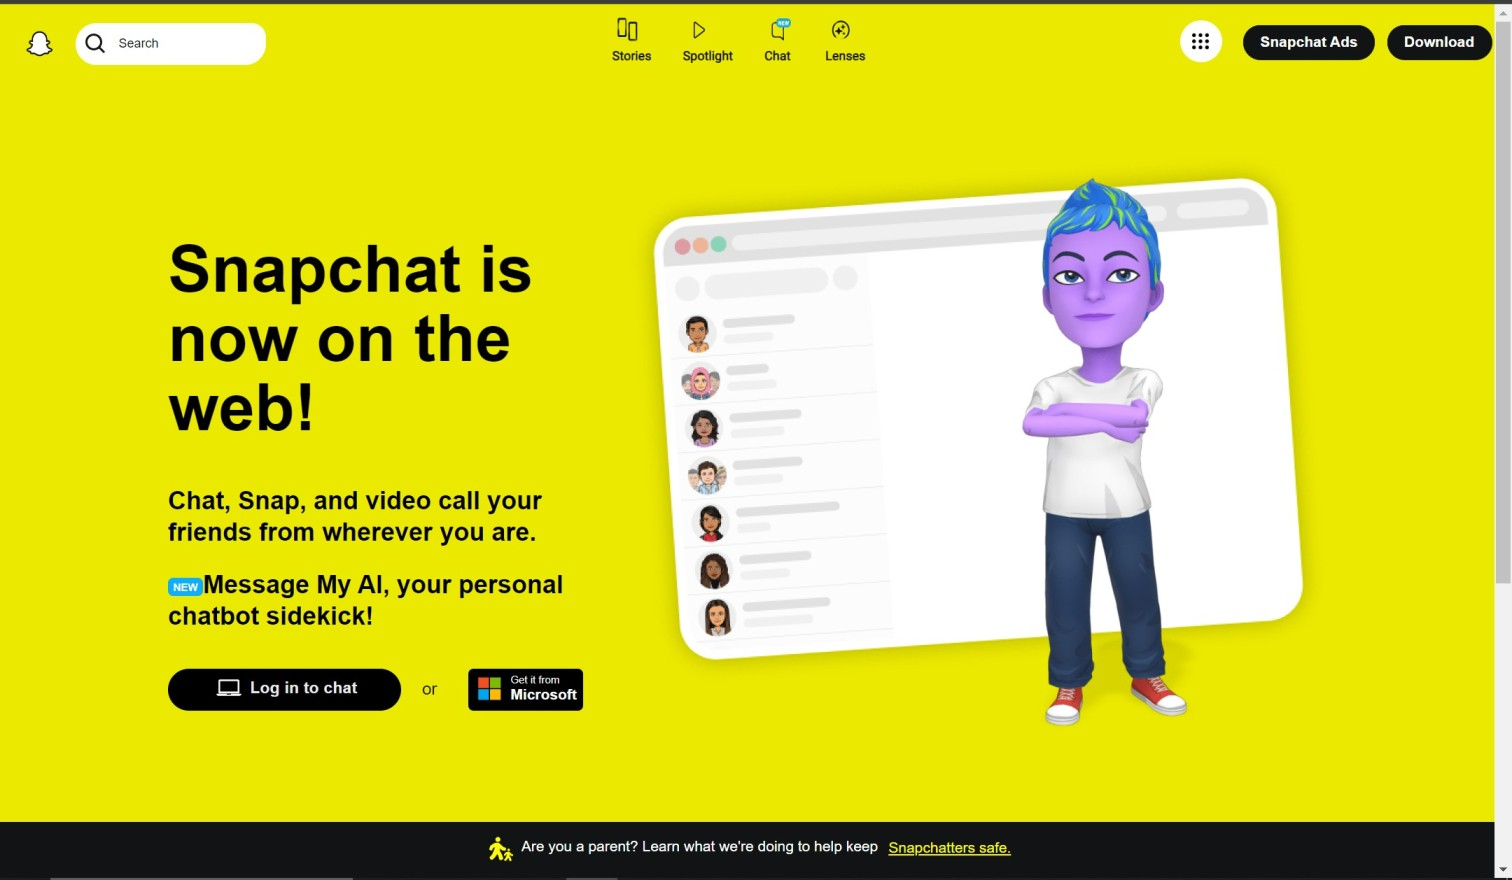 Search
Stories
Spotlight
NEW
Chat
Lenses
Snapchat Ads
Download
Snapchat is
now on the
web!
Chat, Snap, and video call your
friends from wherever you are.
NEW Message My AI, your personal
chatbot sidekick!
Log in to chat
or
Get it from
Microsoft
Are you a parent? Learn what we're doing to help keep Snapchatters safe.